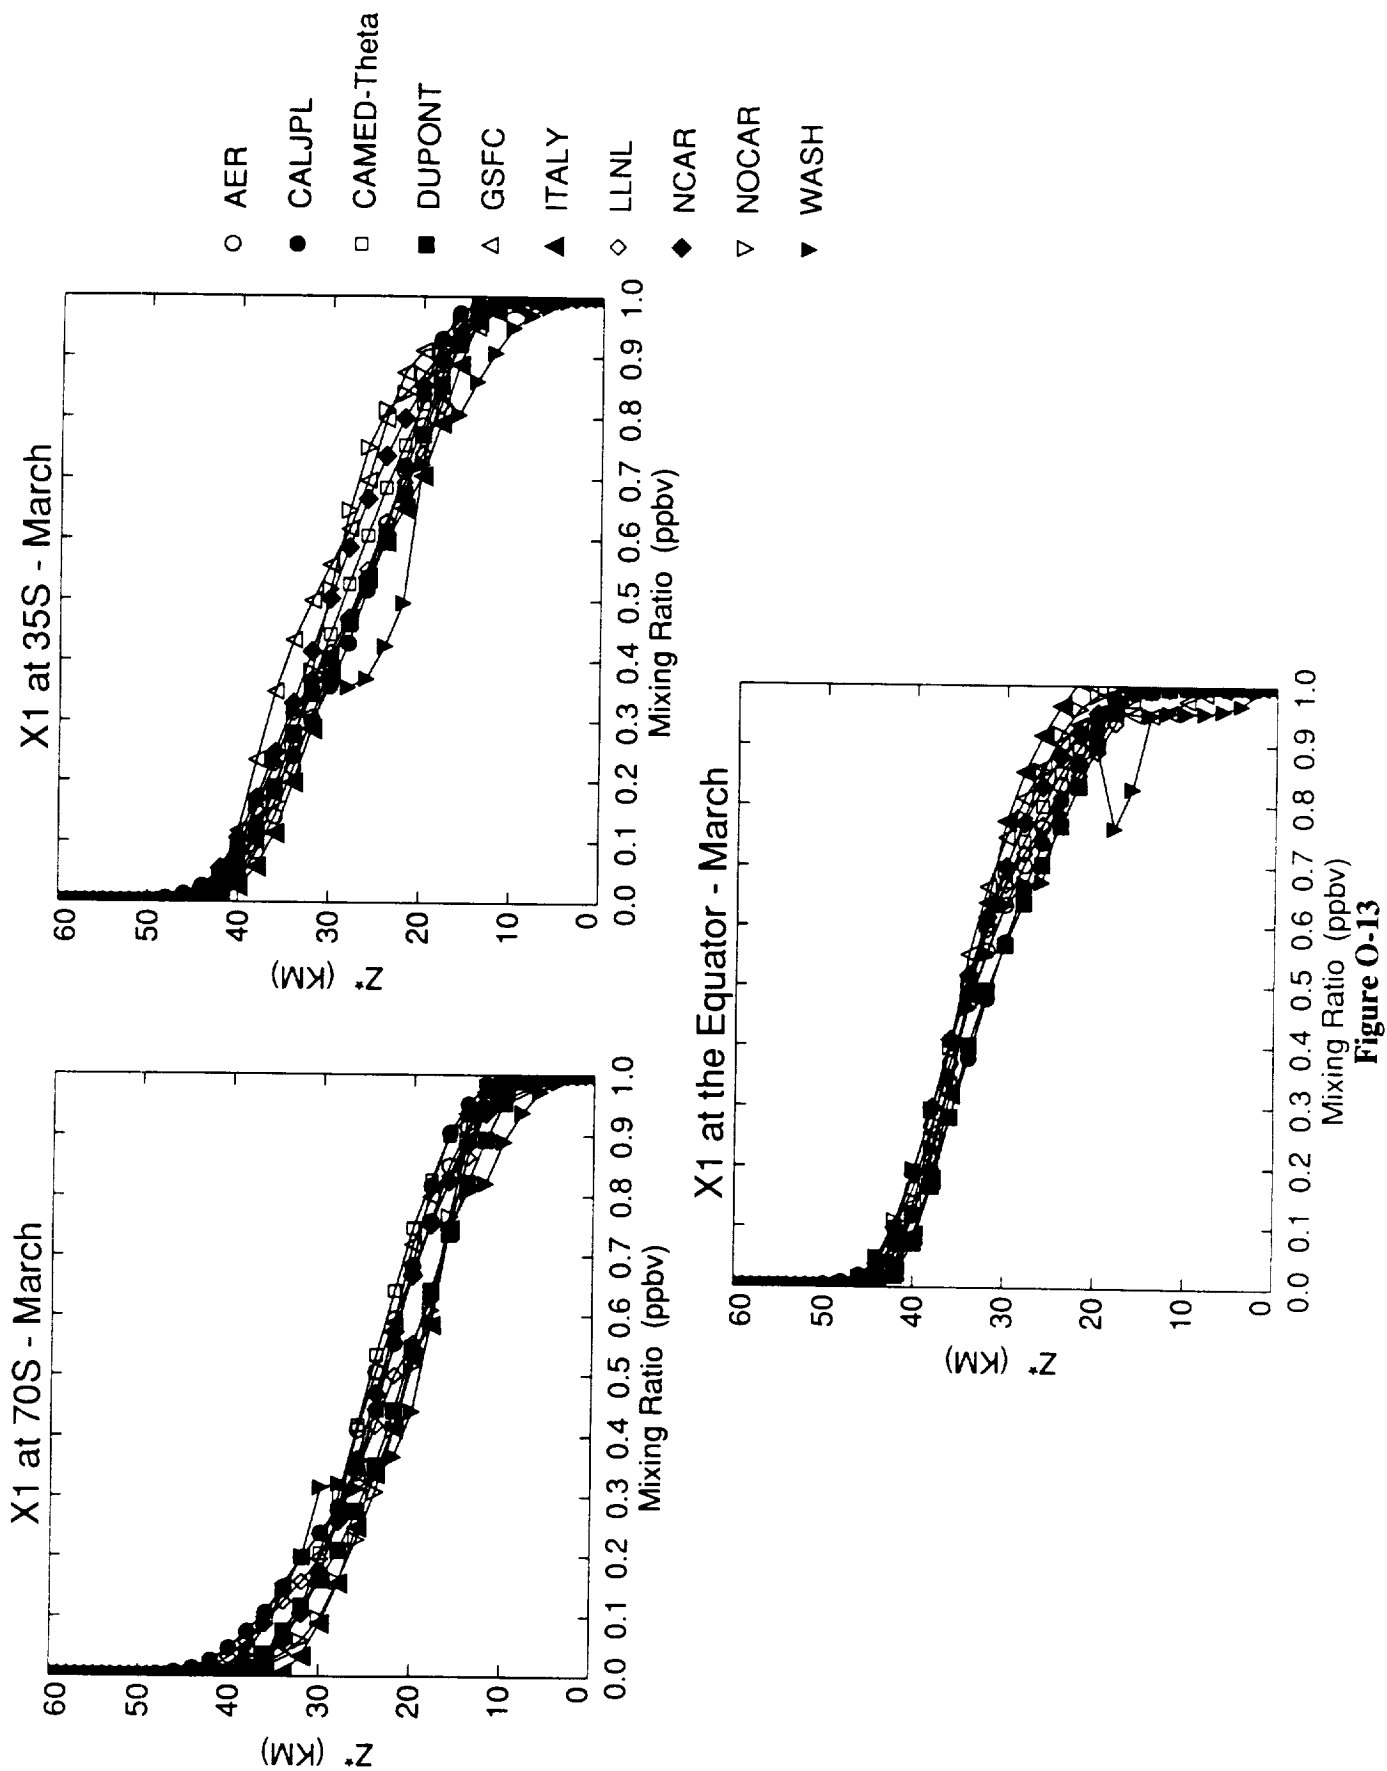 X1 at 70S - March
Z* (KM)
60
50
40
30
20
10
0
0.0 0.1 0.2 0.3 0.4 0.5 0.6 0.7 0.8 0.9 1.0
Mixing Ratio (ppbv)
X1 at 35S - March
Z* (KM)
60
50
40
30
20
10
0.0 0.1 0.2 0.3 0.4 0.5 0.6 0.7 0.8 0.9 1.0
0
Mixing Ratio (ppbv)
AER
CALJPL
CAMED-Theta
DUPONT
GSFC
ITALY
LLNL
NCAR
NOCAR
WASH
X1 at the Equator - March
Z* (KM)
60
50
40
30
20
10
0
0.0 0.1 0.2 0.3 0.4 0.5 0.6 0.7 0.8 0.9 1.0
Mixing Ratio (ppbv)
Figure O-13